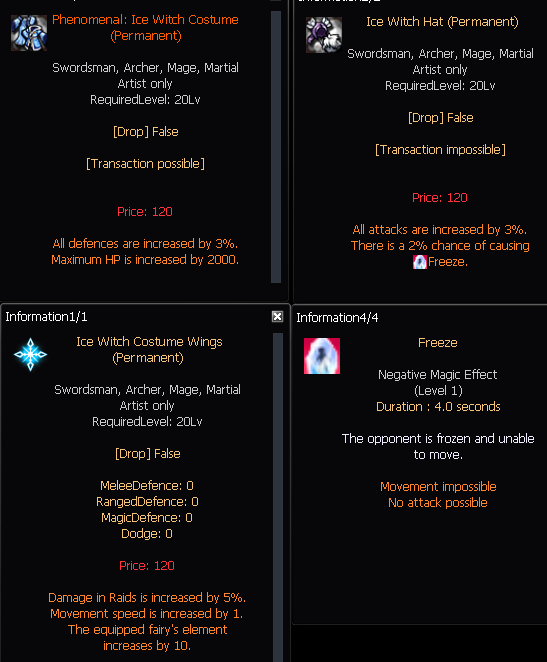 Phenomenal: Ice Witch Costume
(Permanent)
Swordsman, Archer, Mage, Martial
Artist only
RequiredLevel: 20Lv
[Drop] False
[Transaction possible]
Price: 120
All defences are increased by 3%.
Maximum HP is increased by 2000.
Ice Witch Hat (Permanent)
Swordsman, Archer, Mage, Martial
Artist only
RequiredLevel: 20Lv
[Drop] False
[Transaction impossible]
Price: 120
All attacks are increased by 3%.
There is a 2% chance of causing
Freeze.
Information1/1
Ice Witch Costume Wings
(Permanent)
Swordsman, Archer, Mage, Martial
Artist only
RequiredLevel: 20Lv
[Drop] False
MeleeDefence: 0
RangedDefence: 0
MagicDefence: 0
Dodge: 0
Price: 120
Damage in Raids is increased by 5%.
Movement speed is increased by 1.
The equipped fairy's element
increases by 10.
Information4/4
Freeze
Negative Magic Effect
(Level 1)
Duration : 4.0 seconds
The opponent is frozen and unable
to move.
Movement impossible
No attack possible